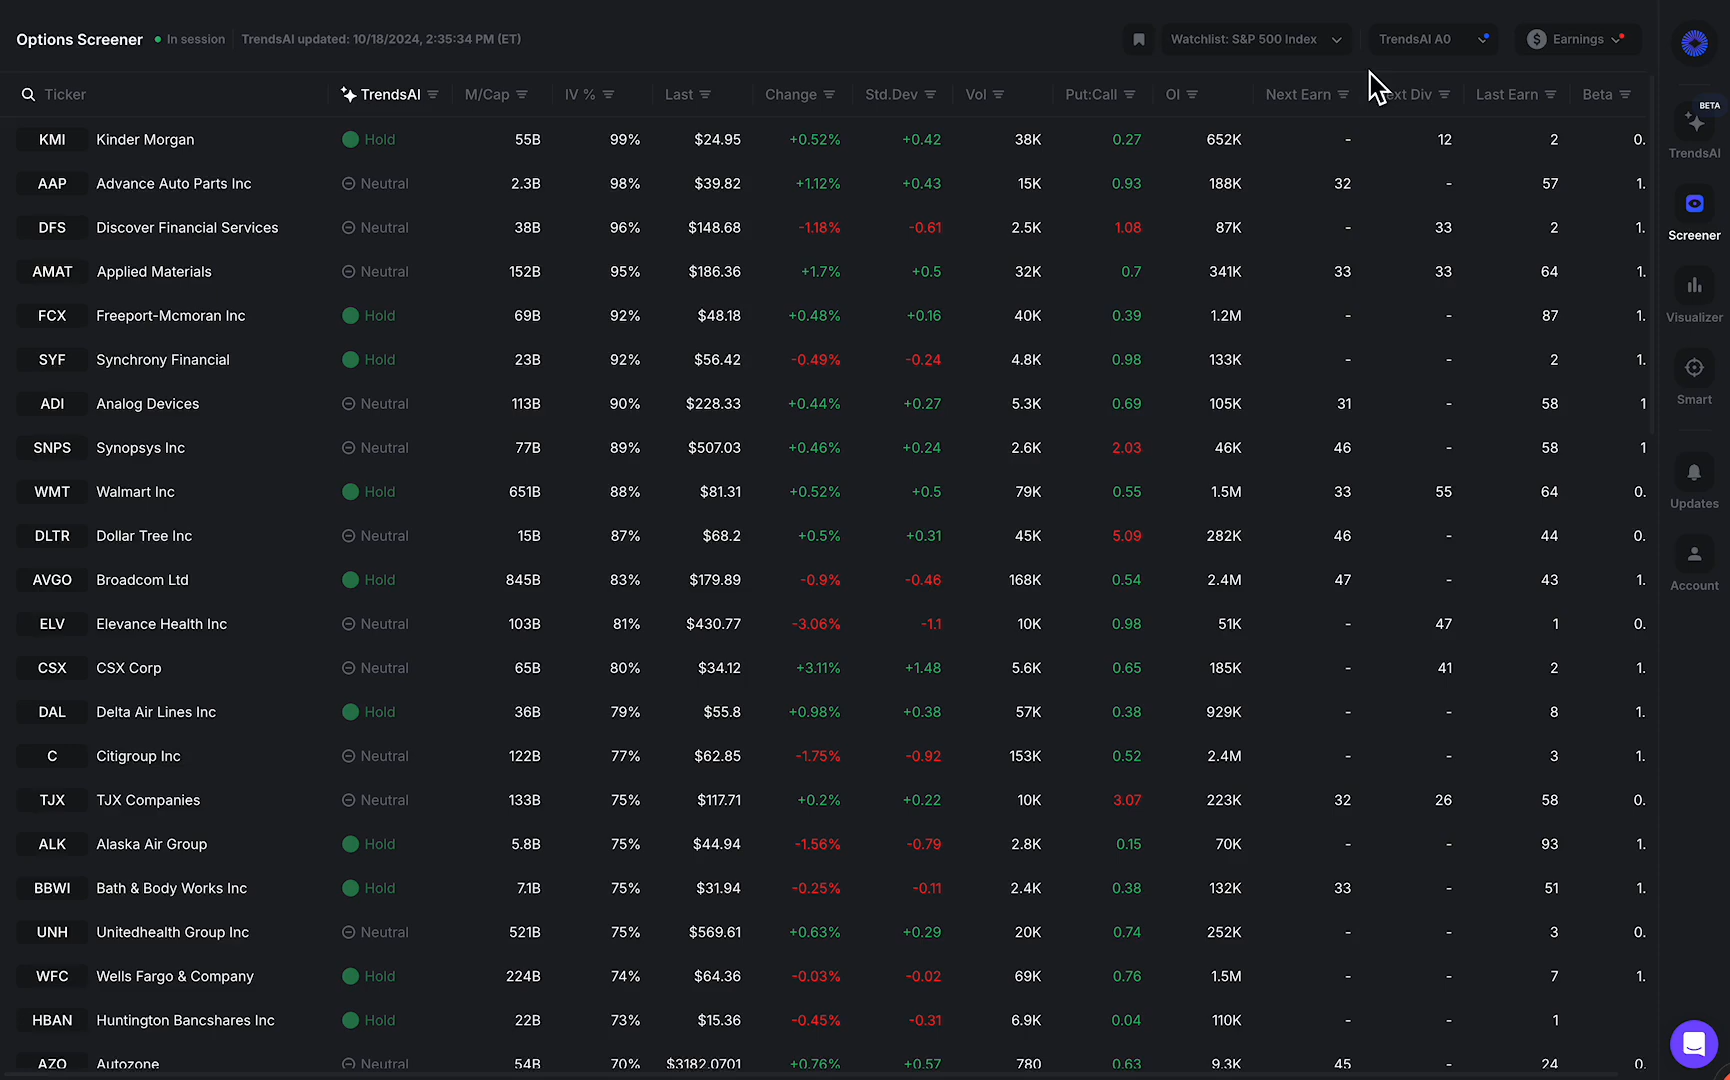 Options Screener In session TrendsAI updated: 10/18/2024, 2:35:34 PM (ET) Watchlist: S&P 500 Index TrendsAI A0 $ Earnings
Ticker TrendsAI M/Cap IV % Last Change Std.Dev Vol Put:Call OI Next Earn ext Div Last Earn Beta
KMI Kinder Morgan Hold 55B 99% $24.95 +0.52% +0.42 38K 0.27 652K - 12 2 0.
AAP Advance Auto Parts Inc Neutral 2.3B 98% $39.82 +1.12% +0.43 15K 0.93 188K 32 - 57 1.
DFS Discover Financial Services Neutral 38B 96% $148.68 -1.18% -0.61 2.5K 1.08 87K - 33 2 1.
AMAT Applied Materials Neutral 152B 95% $186.36 +1.7% +0.5 32K 0.7 341K 33 33 64 1.
FCX Freeport-Mcmoran Inc Hold 69B 92% $48.18 +0.48% +0.16 40K 0.39 1.2M - - 87 1.
SYF Synchrony Financial Hold 23B 92% $56.42 -0.49% -0.24 4.8K 0.98 133K - - 2 1.
ADI Analog Devices Neutral 113B 90% $228.33 +0.44% +0.27 5.3K 0.69 105K 31 - 58 1
SNPS Synopsys Inc Neutral 77B 89% $507.03 +0.46% +0.24 2.6K 2.03 46K 46 - 58 1
WMT Walmart Inc Hold 651B 88% $81.31 +0.52% +0.5 79K 0.55 1.5M 33 55 64 0.
DLTR Dollar Tree Inc Neutral 15B 87% $68.2 +0.5% +0.31 45K 5.09 282K 46 - 44 0.
AVGO Broadcom Ltd Hold 845B 83% $179.89 -0.9% -0.46 168K 0.54 2.4M 47 - 43 1.
ELV Elevance Health Inc Neutral 103B 81% $430.77 -3.06% -1.1 10K 0.98 51K - 47 1 0.
CSX CSX Corp Neutral 65B 80% $34.12 +3.11% +1.48 5.6K 0.65 185K - 41 2 1.
DAL Delta Air Lines Inc Hold 36B 79% $55.8 +0.98% +0.38 57K 0.38 929K - - 8 1.
C Citigroup Inc Neutral 122B 77% $62.85 -1.75% -0.92 153K 0.52 2.4M - - 3 1.
TJX TJX Companies Neutral 133B 75% $117.71 +0.2% +0.22 10K 3.07 223K 32 26 58 0.
ALK Alaska Air Group Hold 5.8B 75% $44.94 -1.56% -0.79 2.8K 0.15 70K - - 93 1.
BBWI Bath & Body Works Inc Hold 7.1B 75% $31.94 -0.25% -0.11 2.4K 0.38 132K 33 - 51 1.
UNH Unitedhealth Group Inc Neutral 521B 75% $569.61 +0.63% +0.29 20K 0.74 252K - - 3 0.
WFC Wells Fargo & Company Hold 224B 74% $64.36 -0.03% -0.02 69K 0.76 1.5M - - 7 1.
HBAN Huntington Bancshares Inc Hold 22B 73% $15.36 -0.45% -0.31 6.9K 0.04 110K - - 1
AZO Autozone Neutral 54B 70% $3182.0701 +0.76% +0.57 780 0.63 9.3K 45 - 24 0.
BETA
TrendsAI
Screener
Visualizer
Smart
Updates
Account